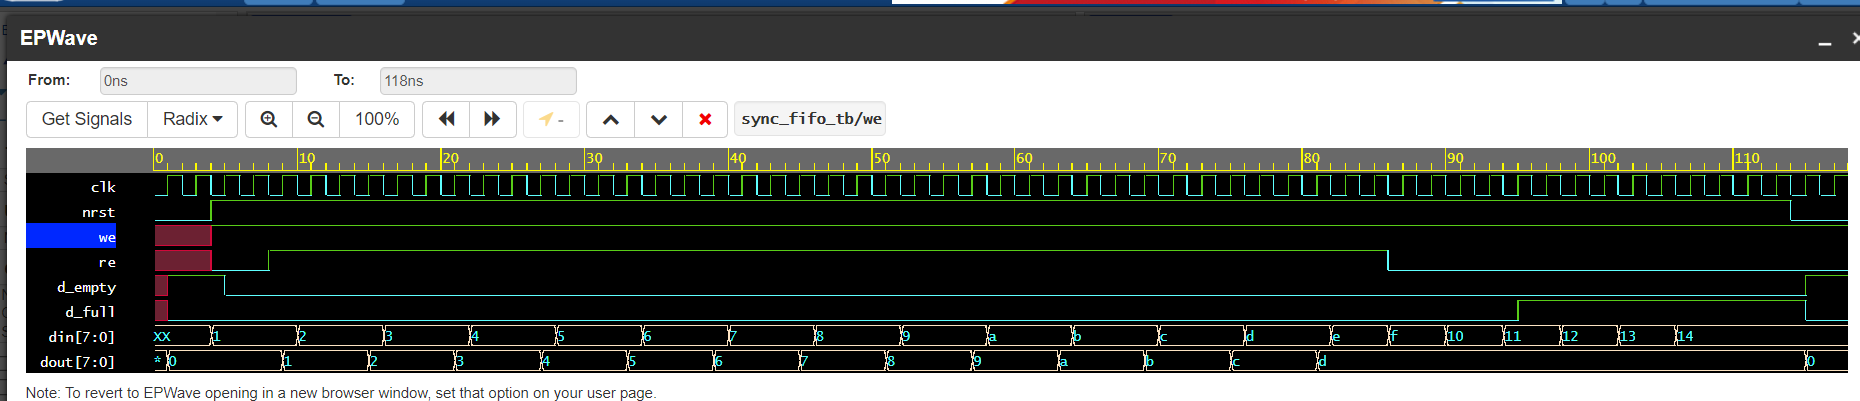 EPWave
From: 0ns To: 118ns
Get Signals Radix 100% - sync_fifo_tb/we
0 10 20 30 40 50 60 70 80 90 100 110
clk
nrst
we
re
d_empty
d_full
din[7:0] XX 1 2 3 4 5 6 7 8 9 a b c d e f 10 11 12 13 14
dout[7:0] * 0 1 2 3 4 5 6 7 8 9 a b c d 0
Note: To revert to EPWave opening in a new browser window, set that option on your user page.